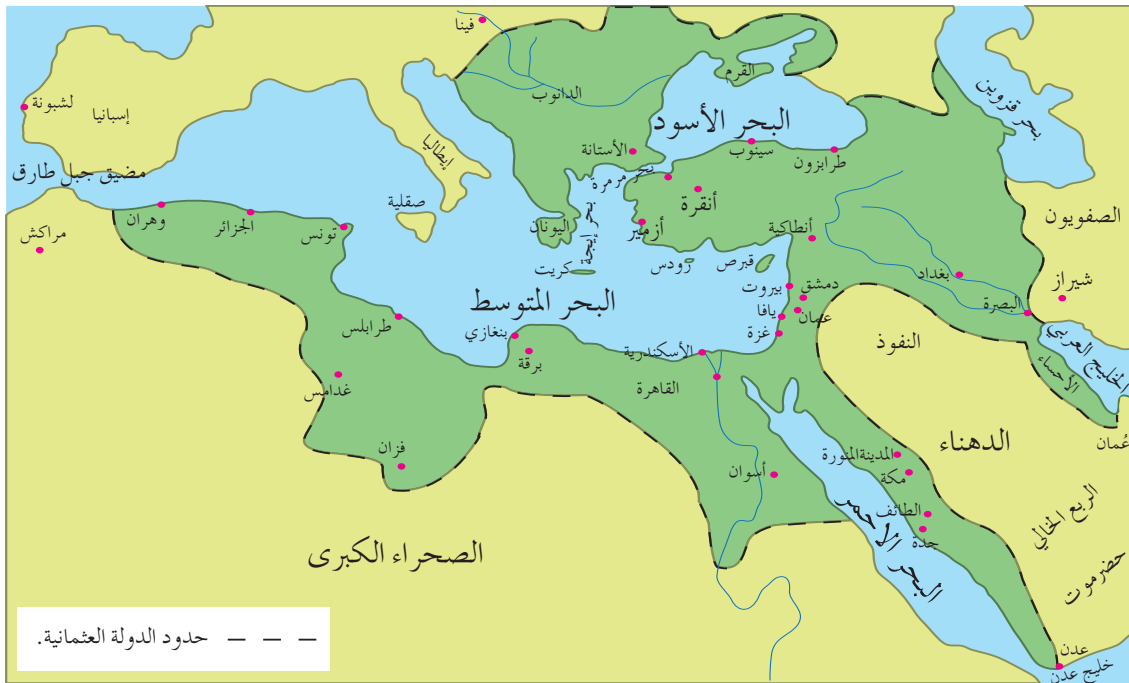 فينا
القرم
الدانوب
بحر قزوين
لشبونة
إسبانيا
إيطاليا
البحر الأسود
الأستانة
سينوب
طرابزون
مضيق جبل طارق
بحر مرمرة
أنقرة
الصفويون
صقلية
وهران
الجزائر
تونس
اليونان
بحر إيجة
أزمير
أنطاكية
مراكش
كريت
رودس
قبرص
بغداد
شيراز
البحر المتوسط
بيروت
دمشق
البصرة
طرابلس
بنغازي
يافا
عمان
غزة
النفوذ
الخليج العربي
برقة
الأسكندرية
الأحساء
غدامس
القاهرة
الدهناء
عُمان
فزان
أسوان
المدينة المنورة
مكة
الطائف
جدة
الربع الخالي
الصحراء الكبرى
البحر الاحمر
حضرموت
حدود الدولة العثمانية.
عدن
خليج عدن